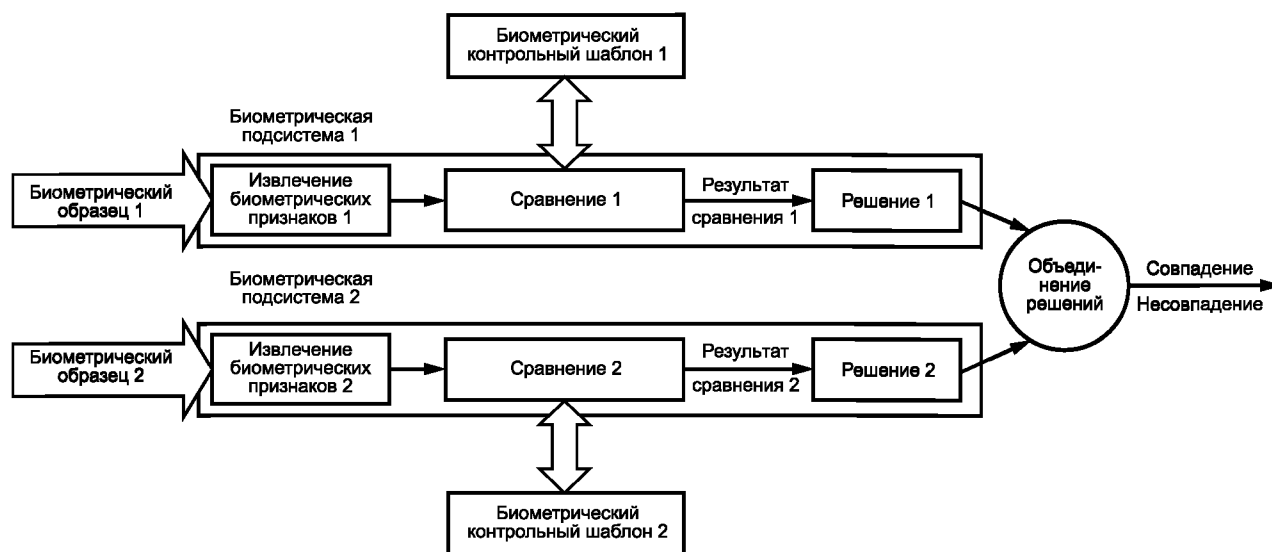 Биометрический
контрольный шаблон 1
Биометрическая
подсистема 1
Биометрический
образец 1
Извлечение
биометрических
признаков 1
Сравнение 1
Результат
сравнения 1
Решение 1
Биометрическая
подсистема 2
Объеди-
нение
решений
Совпадение
Несовпадение
Биометрический
образец 2
Извлечение
биометрических
признаков 2
Сравнение 2
Результат
сравнения 2
Решение 2
Биометрический
контрольный шаблон 2